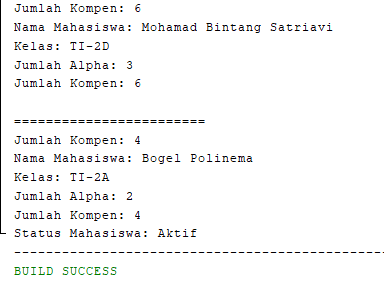 Jumlah Kompen: 6
Nama Mahasiswa: Mohamad Bintang Satriavi
Kelas: TI-2D
Jumlah Alpha: 3
Jumlah Kompen: 6
========================
Jumlah Kompen: 4
Nama Mahasiswa: Bogel Polinema
Kelas: TI-2A
Jumlah Alpha: 2
Jumlah Kompen: 4
Status Mahasiswa: Aktif
------------------------------------------------
BUILD SUCCESS